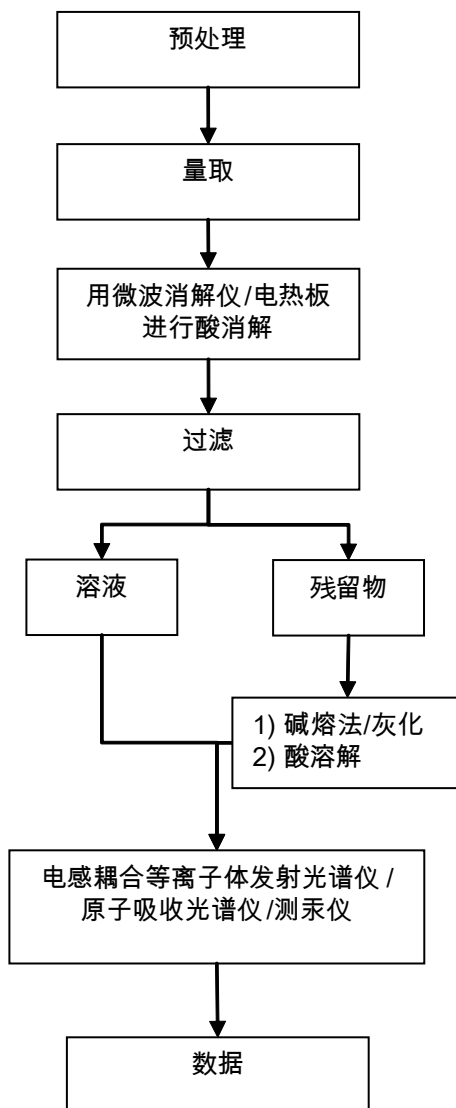 预处理
量取
用微波消解仪/电热板
进行酸消解
过滤
溶液
残留物
1) 碱熔法/灰化
2) 酸溶解
电感耦合等离子体发射光谱仪/
原子吸收光谱仪/测汞仪
数据